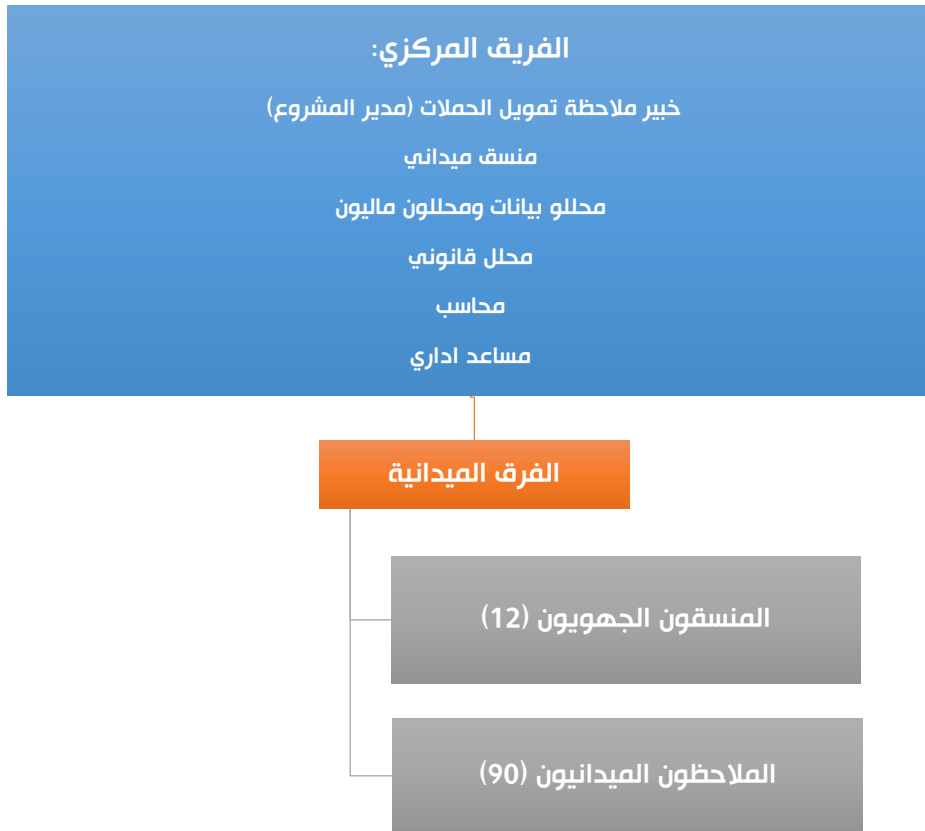 الفريق المركزي:
خبير ملاحظة تمويل الحملات (مدير المشروع)
منسق ميداني
محللو بيانات ومحللون ماليون
محلل قانوني
محاسب
مساعد اداري
الفرق الميدانية
المنسقون الجهويون (12)
الملاحظون الميدانيون (90)